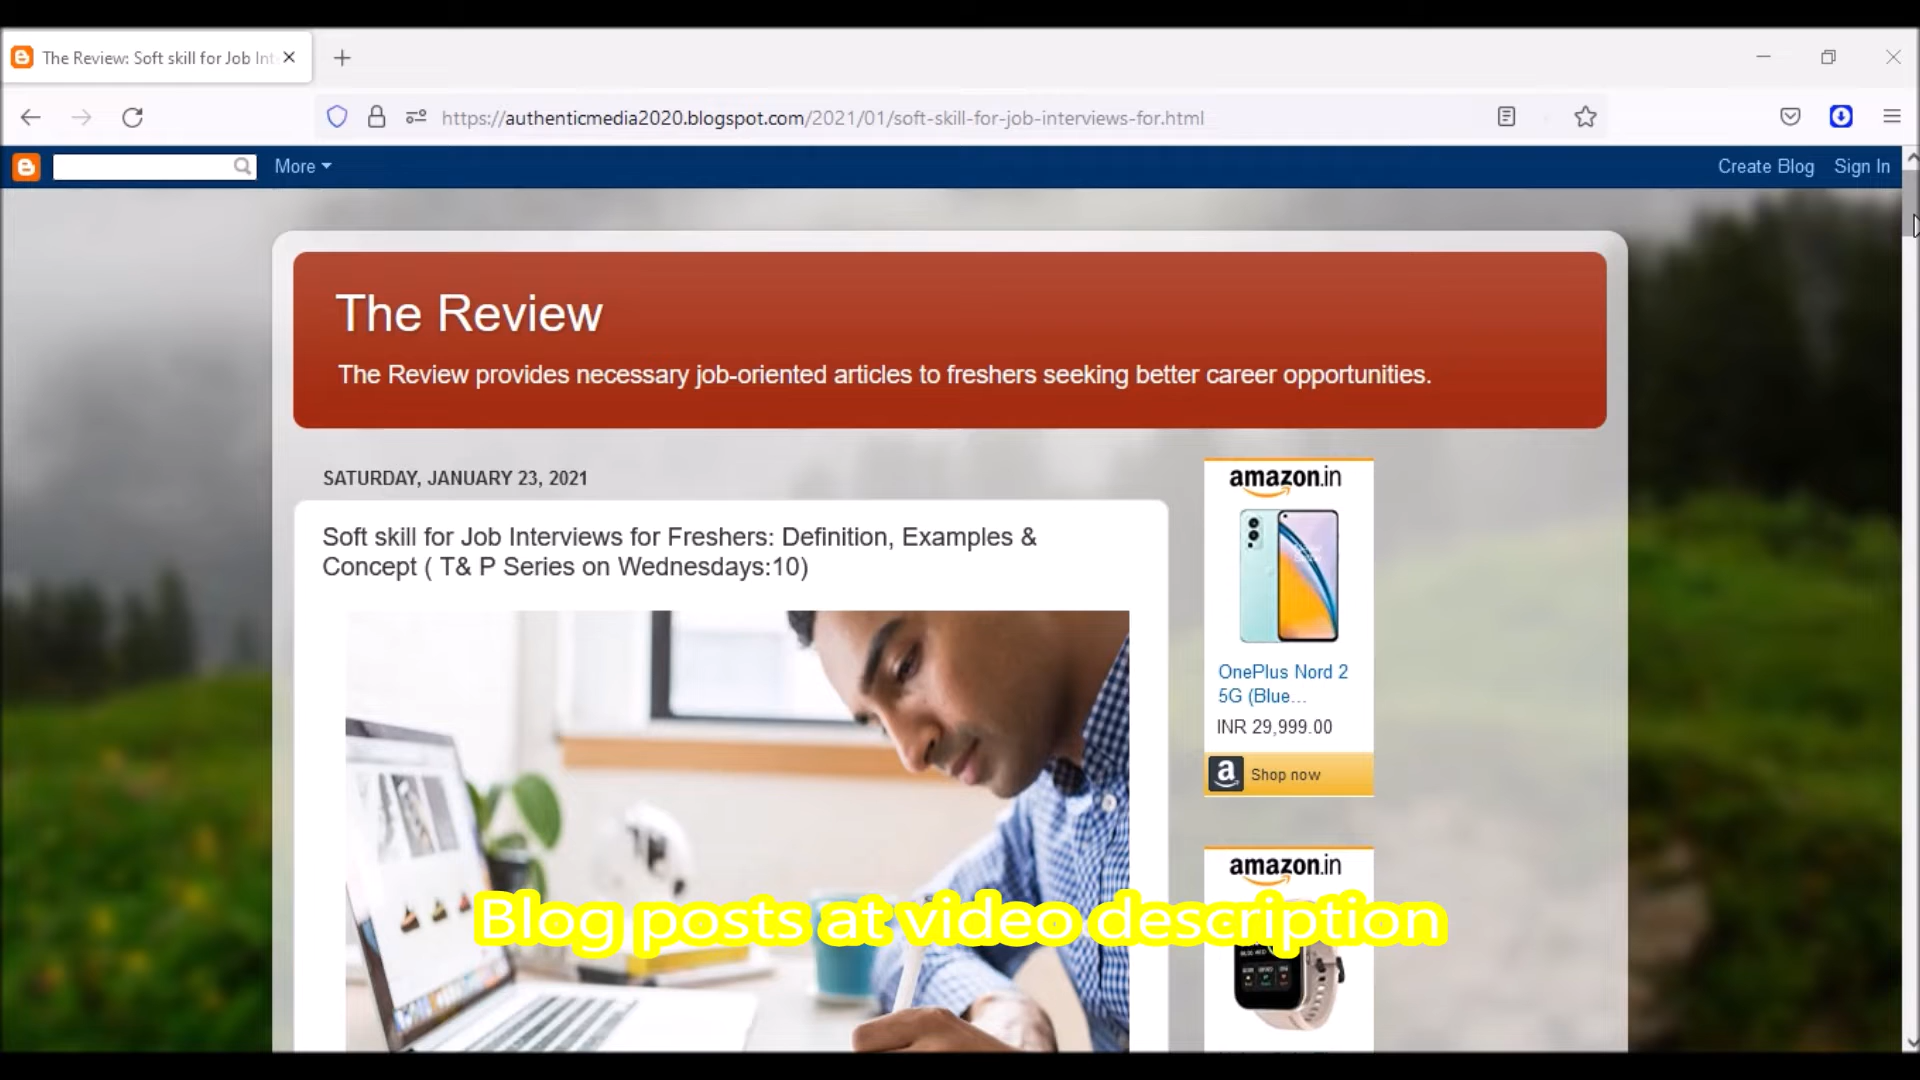 The Review: Soft skill for Job Int
https://authenticmedia2020.blogspot.com/2021/01/soft-skill-for-job-interviews-for.html
More
Create Blog
Sign In
The Review
The Review provides necessary job-oriented articles to freshers seeking better career opportunities.
SATURDAY, JANUARY 23, 2021
Soft skill for Job Interviews for Freshers: Definition, Examples &
Concept ( T& P Series on Wednesdays:10)
amazon.in
OnePlus Nord 2
5G (Blue...
INR 29,999.00
a Shop now
amazon.in
Blog posts at video description